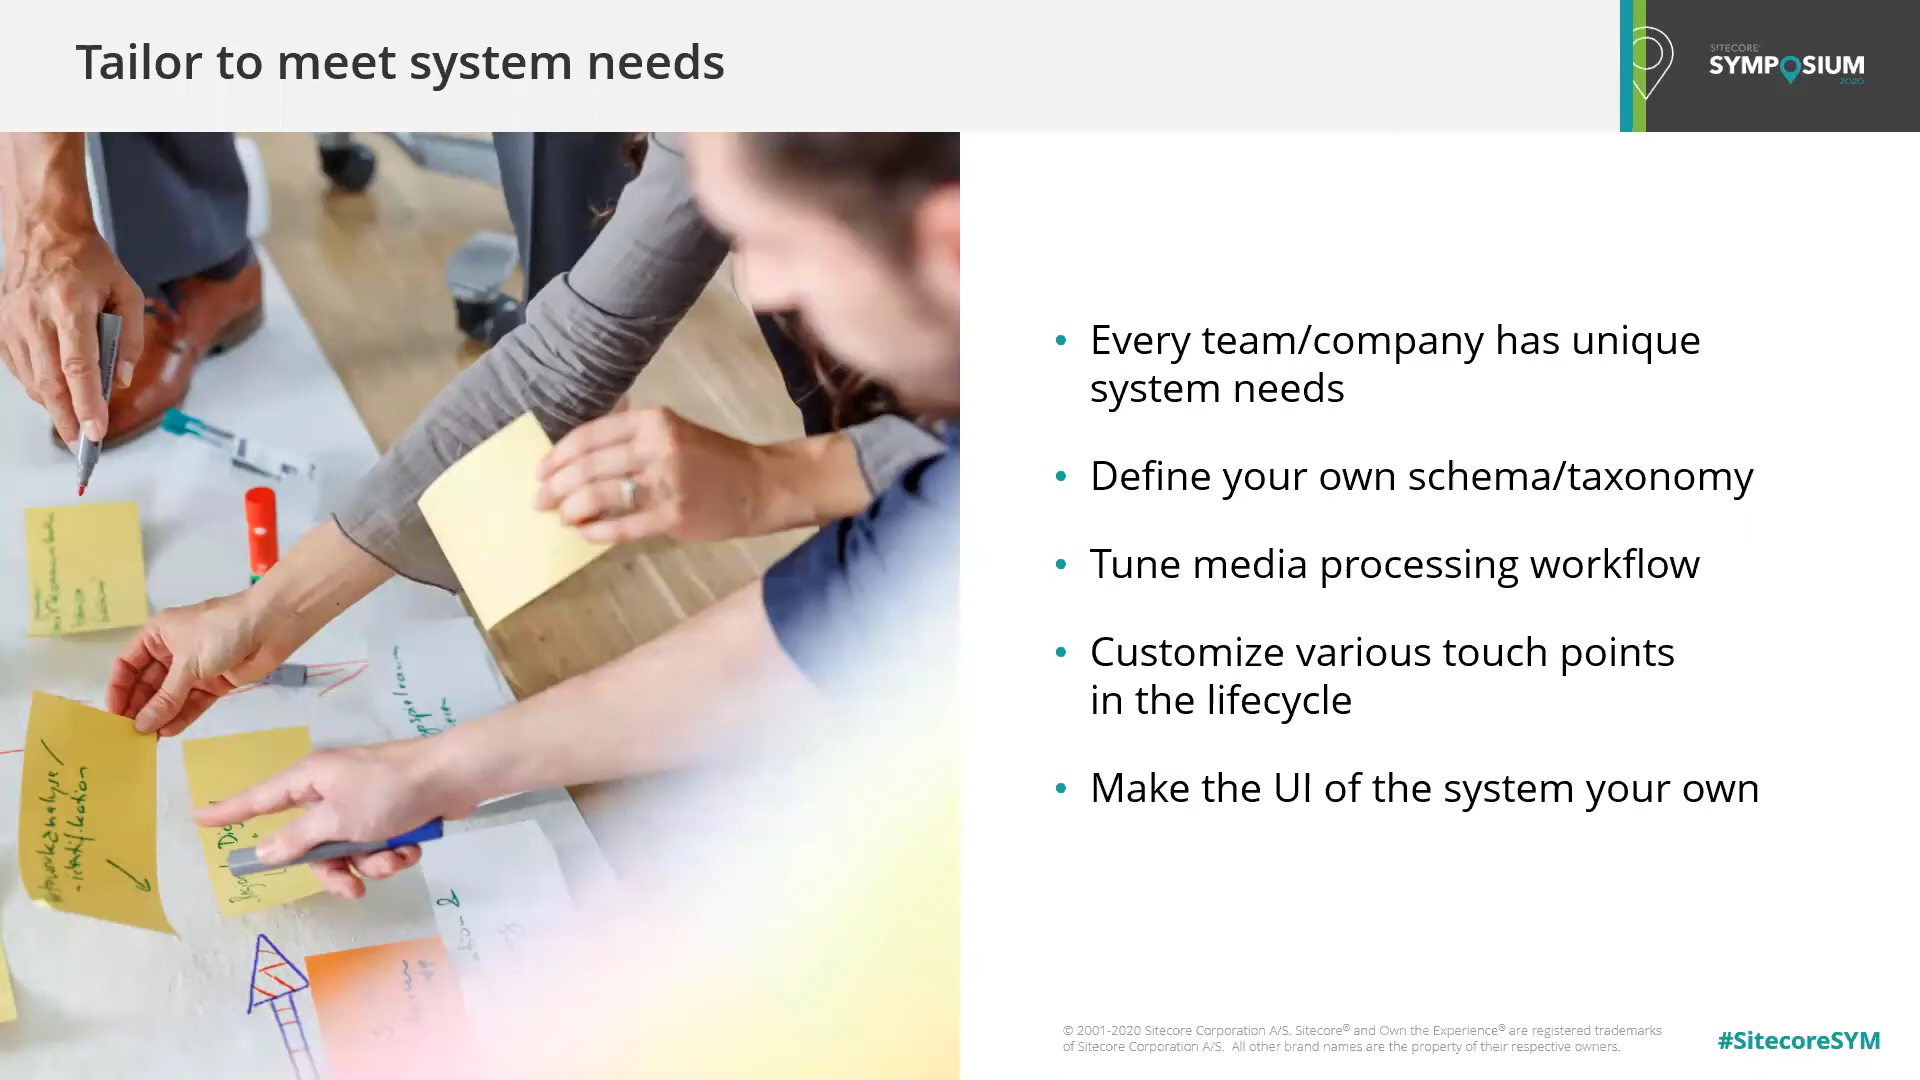 Tailor to meet system needs
SITECORE
SYMPOSIUM
2020
• Every team/company has unique
system needs
• Define your own schema/taxonomy
• Tune media processing workflow
• Customize various touch points
in the lifecycle
• Make the UI of the system your own
© 2001-2020 Sitecore Corporation A/S. Sitecore® and Own the Experience® are registered trademarks
of Sitecore Corporation A/S. All other brand names are the property of their respective owners.
#SitecoreSYM